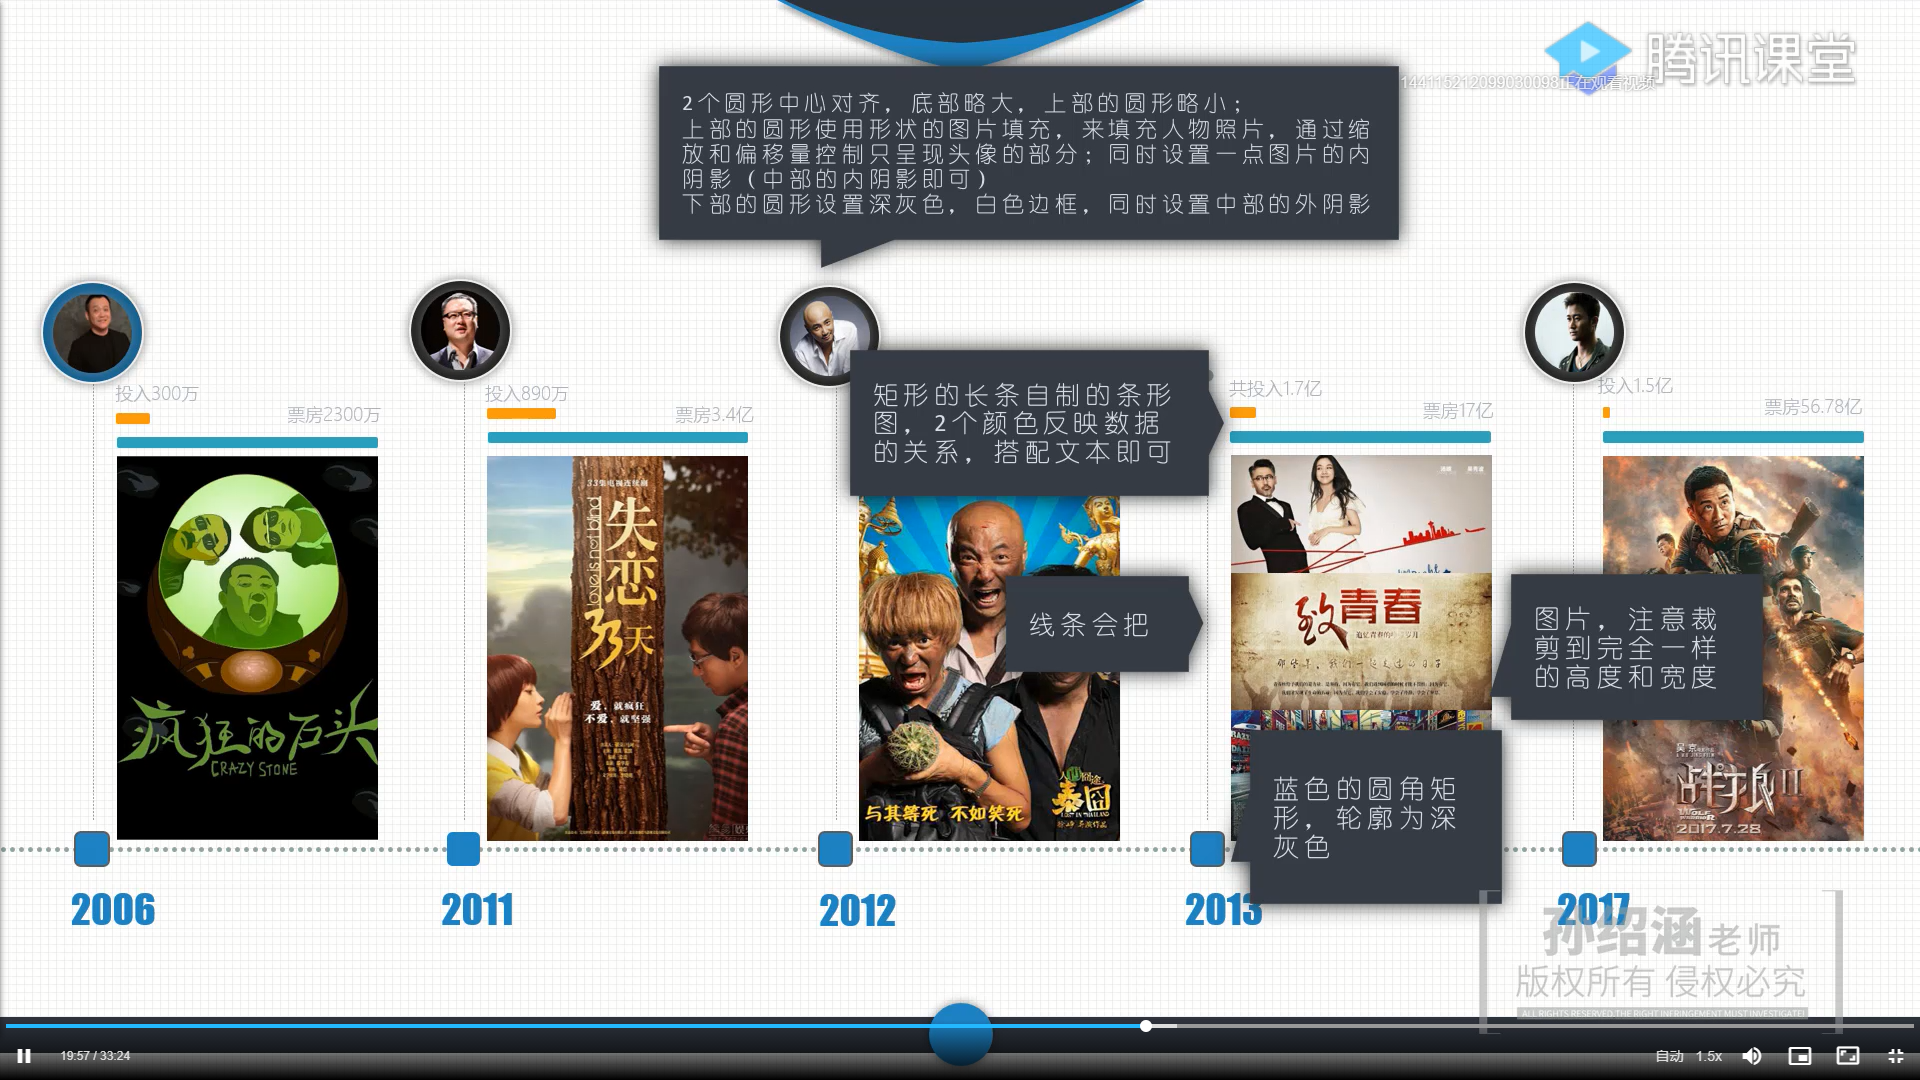 腾讯课堂
144115212099030098正在观看视频
2个圆形中心对齐，底部略大，上部的圆形略小；
上部的圆形使用形状的图片填充，来填充人物照片，通过缩
放和偏移量控制只呈现头像的部分；同时设置一点图片的内
阴影（中部的内阴影即可）
下部的圆形设置深灰色，白色边框，同时设置中部的外阴影
投入300万
票房2300万
投入890万
票房3.4亿
矩形的长条自制的条形
图，2个颜色反映数据
的关系，搭配文本即可
共投入1.7亿
票房17亿
投入1.5亿
票房56.78亿
疯狂的石头
CRAZY STONE
33集电视连续剧
失恋
33天
love is not blind
爱，就疯狂
不爱，就坚强
线条会把
与其等死 不如笑死
人再囧途
泰囧
LOST IN THAILAND
致青春
图片，注意裁
剪到完全一样
的高度和宽度
蓝色的圆角矩
形，轮廓为深
灰色
战狼II
2017.7.28
2006
2011
2012
2013
2017
孙绍涵老师
版权所有 侵权必究
ALL RIGHTS RESERVED THE RIGHT INFRINGEMENT MUST INVESTIGATE!
19:57 / 33:24
自动
1.5x